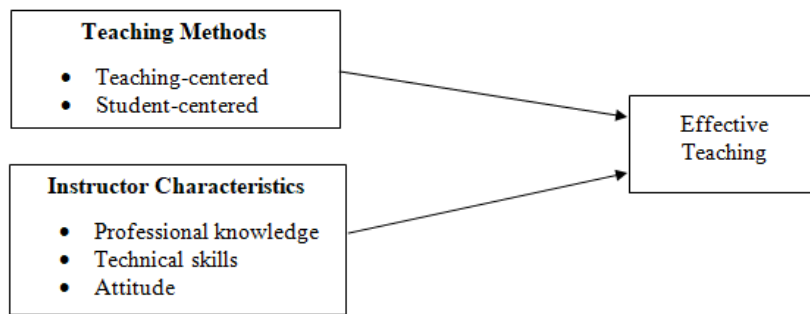 Teaching Methods
• Teaching-centered
• Student-centered
Effective
Teaching
Instructor Characteristics
• Professional knowledge
• Technical skills
• Attitude